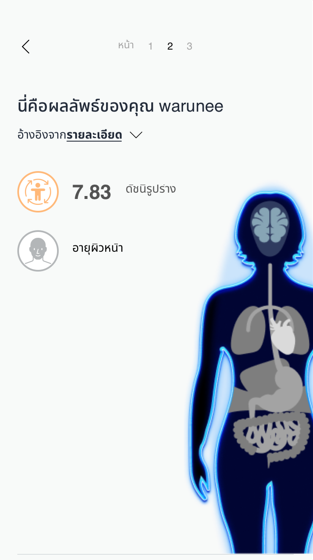 หน้า 1 2 3
นี่คือผลลัพธ์ของคุณ warunee
อ้างอิงจากรายละเอียด
7.83 ดัชนิรูปราง
อายุผิวหน้า